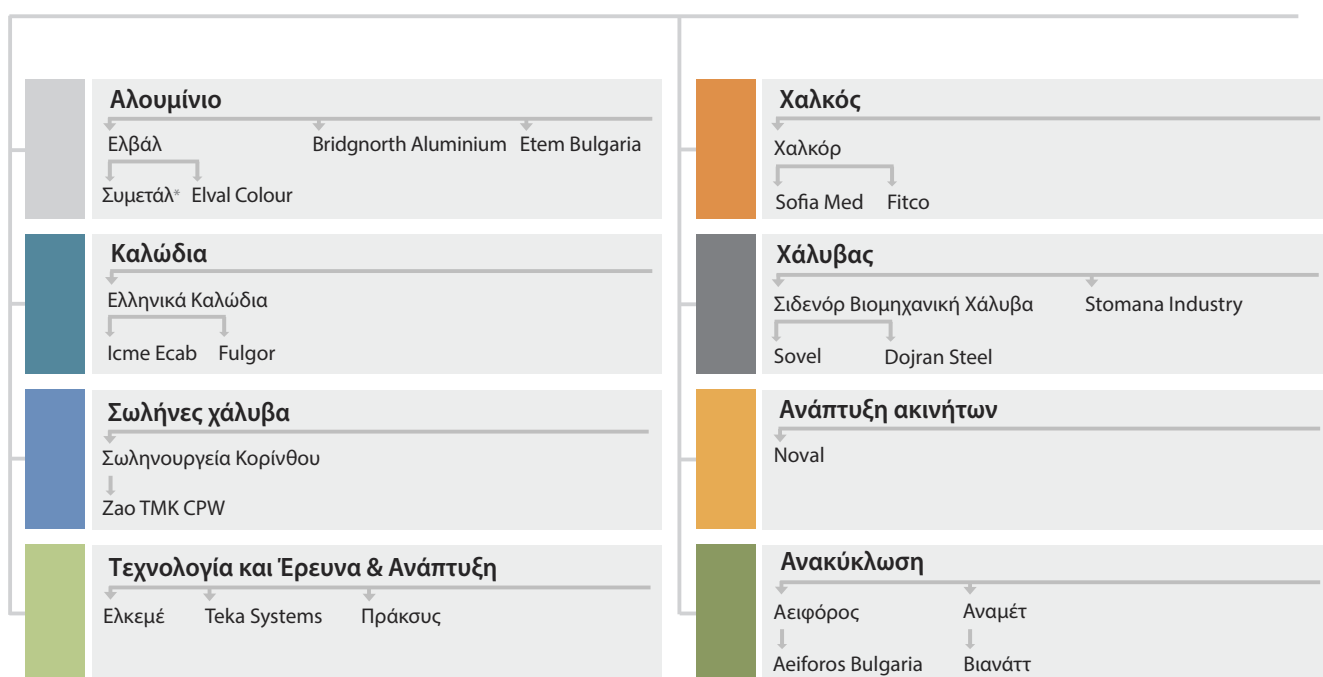 Αλουμίνιο
Ελβάλ Bridgnorth Aluminium Etem Bulgaria
Συμετάλ* Elval Colour
Καλώδια
Ελληνικά Καλώδια
Icme Ecab Fulgor
Σωλήνες χάλυβα
Σωληνουργεία Κορίνθου
Zao TMK CPW
Τεχνολογία και Έρευνα & Ανάπτυξη
Ελκεμέ Teka Systems Πράκσυς
Χαλκός
Χαλκόρ
Sofia Med Fitco
Χάλυβας
Σιδενόρ Βιομηχανική Χάλυβα Stomana Industry
Sovel Dojran Steel
Ανάπτυξη ακινήτων
Noval
Ανακύκλωση
Αειφόρος Αναμέτ
Aeiforos Bulgaria Βιανάττ